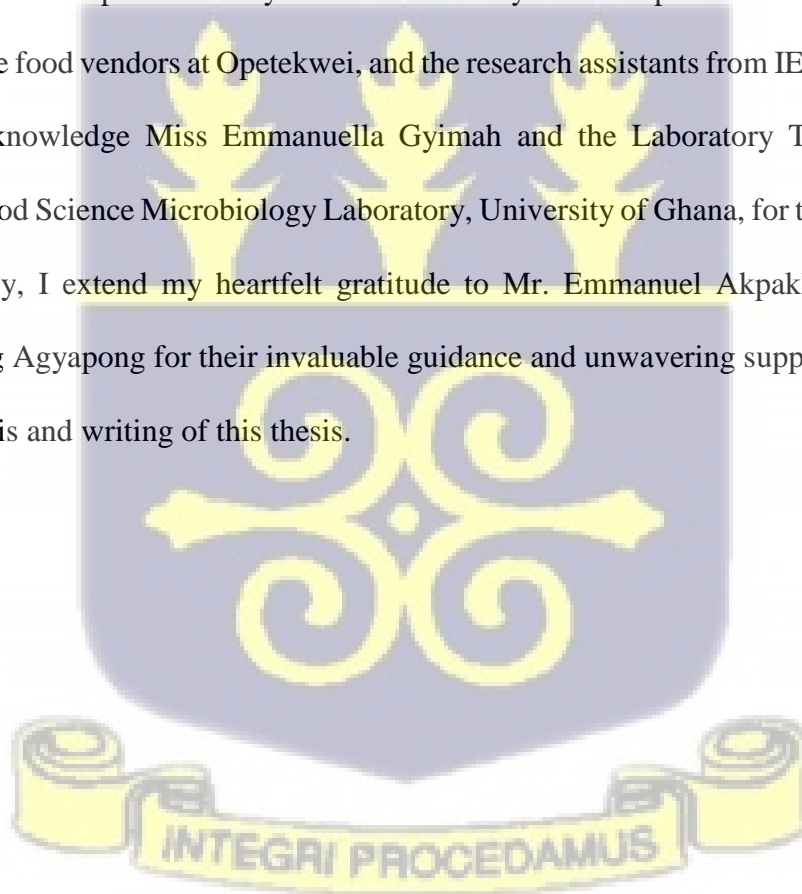 e food vendors at Opetekwei, and the research assistants from IE
knowledge Miss Emmanuella Gyimah and the Laboratory T
od Science Microbiology Laboratory, University of Ghana, for t
y, I extend my heartfelt gratitude to Mr. Emmanuel Akpak
g Agyapong for their invaluable guidance and unwavering supp
is and writing of this thesis.
INTEGRI PROCEDAMUS